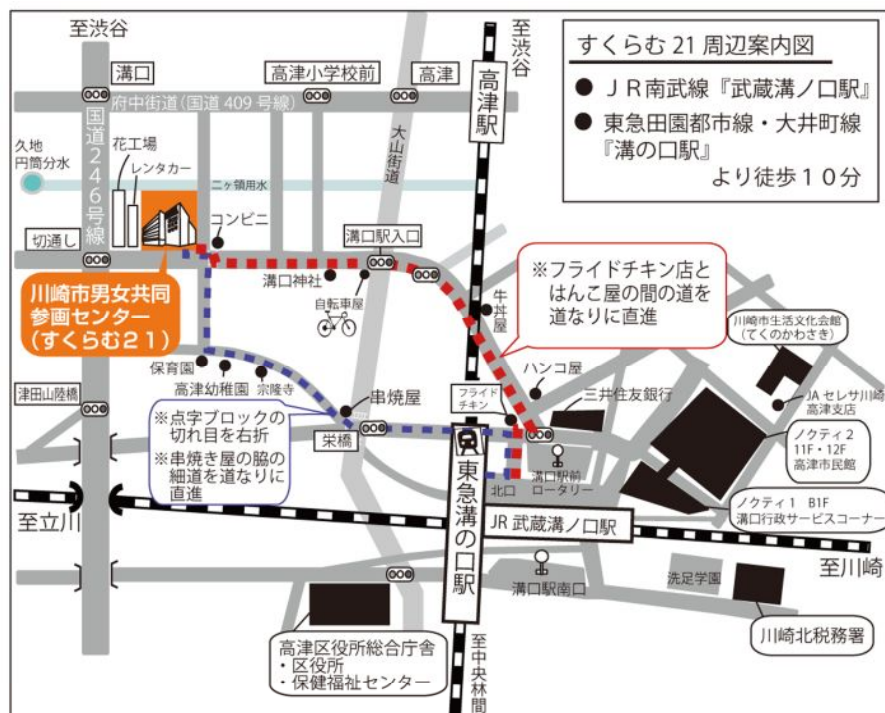 至渋谷
溝口
高津小学校前
高津
至渋谷
府中街道(国道409号線)
国道246号線
高津駅
大山街道
久地
円筒分水
花工場
レンタカー
二ヶ領用水
コンビニ
切通し
溝口駅入口
溝口神社
自転車屋
牛丼屋
川崎市男女共同
参画センター
(すくらむ21)
すくらむ21周辺案内図
● JR南武線『武蔵溝ノ口駅』
● 東急田園都市線・大井町線
『溝の口駅』
より徒歩10分
※フライドチキン店と
はんこ屋の間の道を
道なりに直進
川崎市生活文化会館
(てくのかわさき)
ハンコ屋
三井住友銀行
JAセレサ川崎
高津支店
保育園
高津幼稚園
宗隆寺
串焼屋
フライド
チキン
津田山陸橋
※点字ブロックの
切れ目を右折
※串焼き屋の脇の
細道を道なりに
直進
栄橋
東急溝の口駅
北口
溝口駅前
ロータリー
ノクティ2
11F・12F
高津市民館
ノクティ1 B1F
溝口行政サービスコーナー
至立川
JR武蔵溝ノ口駅
至川崎
溝口駅南口
洗足学園
川崎北税務署
高津区役所総合庁舎
・区役所
・保健福祉センター
至中央林間